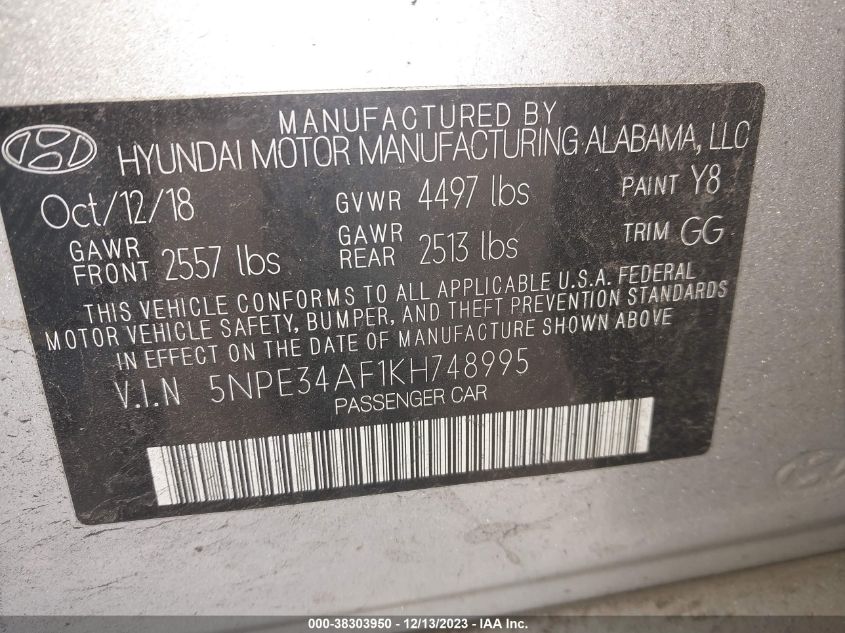 MANUFACTURED BY
HYUNDAI MOTOR MANUFACTURING ALABAMA, LLC
Oct/12/18 GVWR 4497 lbs PAINT Y8
GAWR FRONT 2557 lbs GAWR REAR 2513 lbs TRIM GG
THIS VEHICLE CONFORMS TO ALL APPLICABLE U.S.A. FEDERAL
MOTOR VEHICLE SAFETY, BUMPER, AND THEFT PREVENTION STANDARDS
IN EFFECT ON THE DATE OF MANUFACTURE SHOWN ABOVE
V.I.N 5NPE34AF1KH748995
PASSENGER CAR
000-38303950 - 12/13/2023 - IAA Inc.